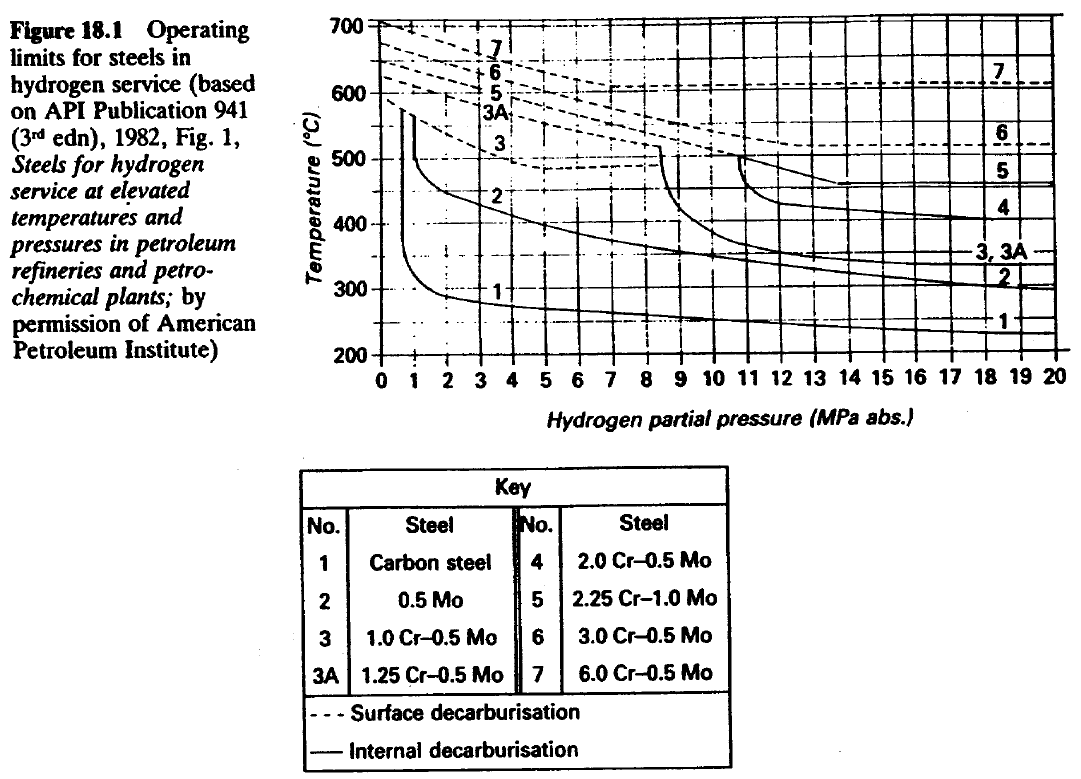 Figure 18.1 Operating
limits for steels in
hydrogen service (based
on API Publication 941
(3rd edn), 1982, Fig. 1,
Steels for hydrogen
service at elevated
temperatures and
pressures in petroleum
refineries and petro-
chemical plants; by
permission of American
Petroleum Institute)
Temperature (°C)
700
600
500
400
300
200
7
6
5
3A
3
2
1
7
6
5
4
3, 3A
2
1
0 1 2 3 4 5 6 7 8 9 10 11 12 13 14 15 16 17 18 19 20
Hydrogen partial pressure (MPa abs.)
Key
No. Steel No. Steel
1 Carbon steel 4 2.0 Cr–0.5 Mo
2 0.5 Mo 5 2.25 Cr–1.0 Mo
3 1.0 Cr–0.5 Mo 6 3.0 Cr–0.5 Mo
3A 1.25 Cr–0.5 Mo 7 6.0 Cr–0.5 Mo
--- Surface decarburisation
— Internal decarburisation